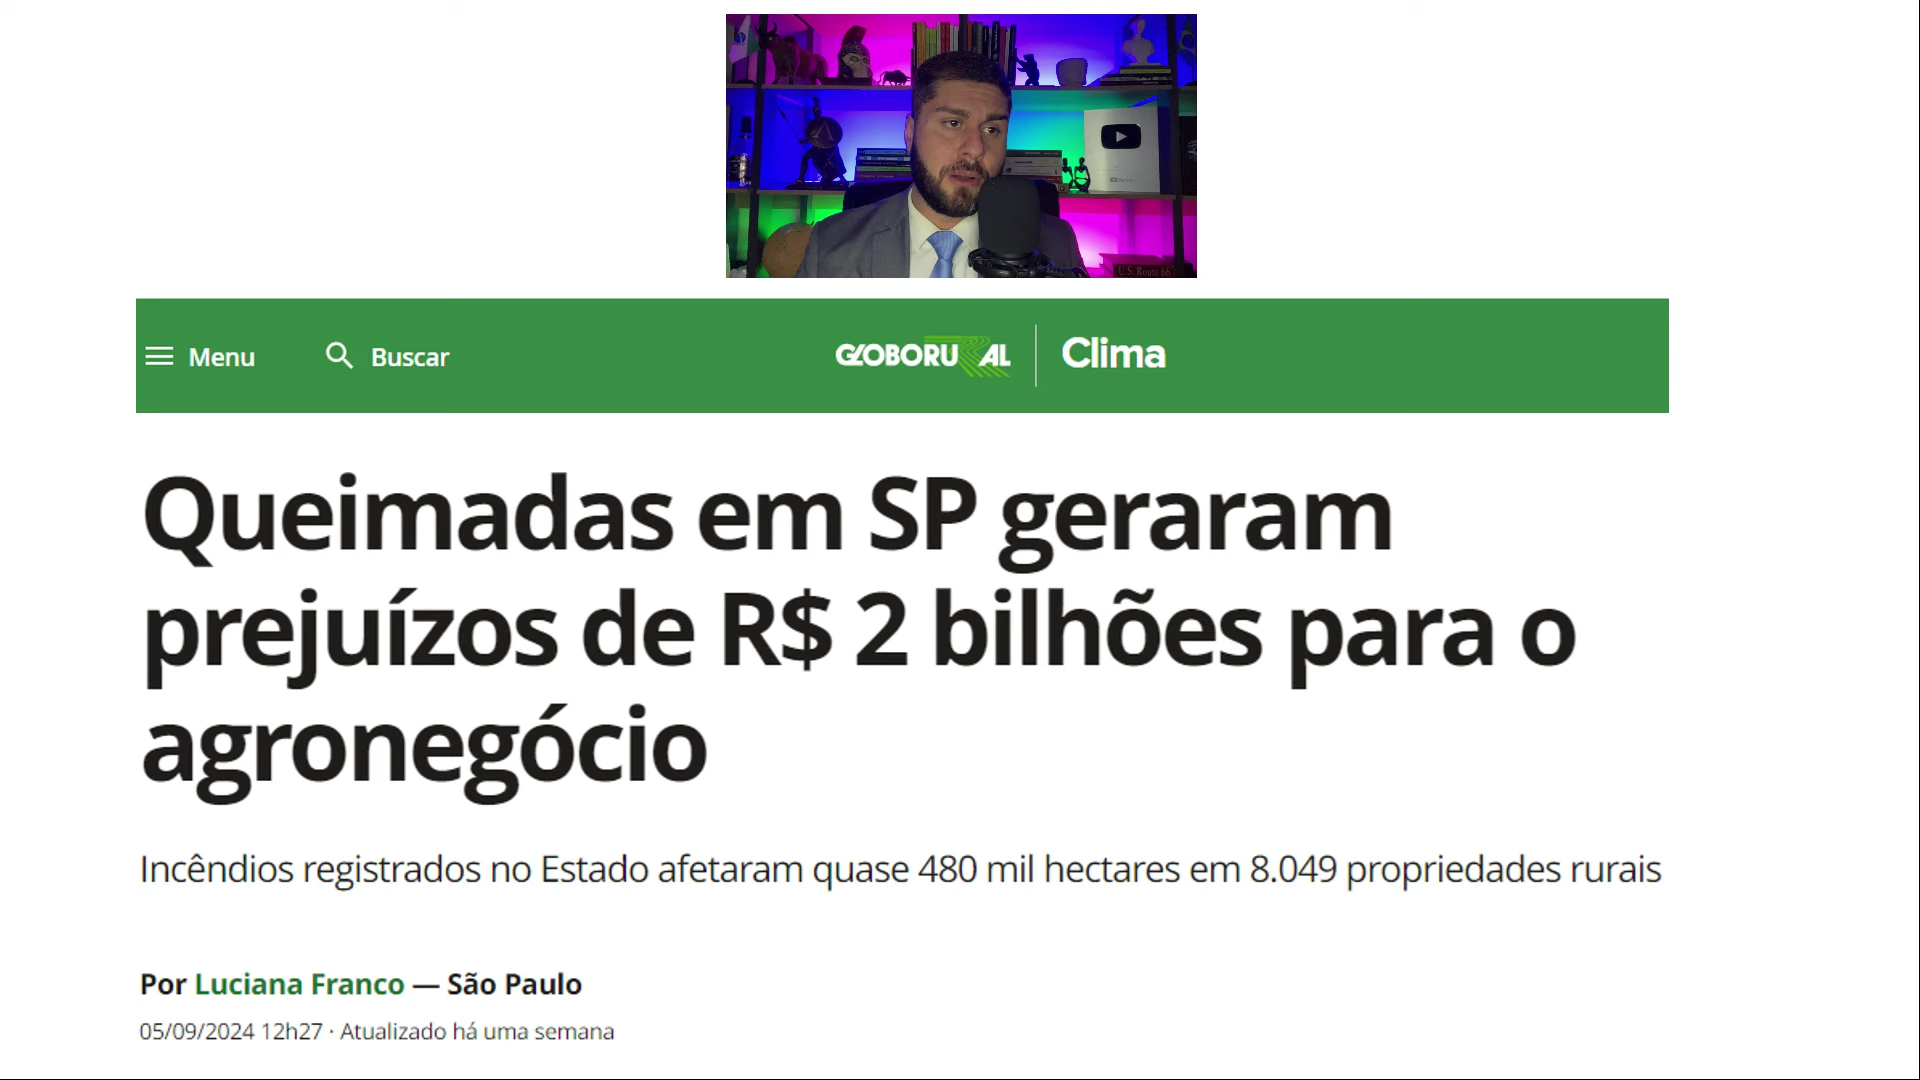 U.S. Route 66
Menu
Buscar
GLOBORURAL
Clima
Queimadas em SP geraram
prejuízos de R$ 2 bilhões para o
agronegócio
Incêndios registrados no Estado afetaram quase 480 mil hectares em 8.049 propriedades rurais
Por Luciana Franco — São Paulo
05/09/2024 12h27 · Atualizado há uma semana